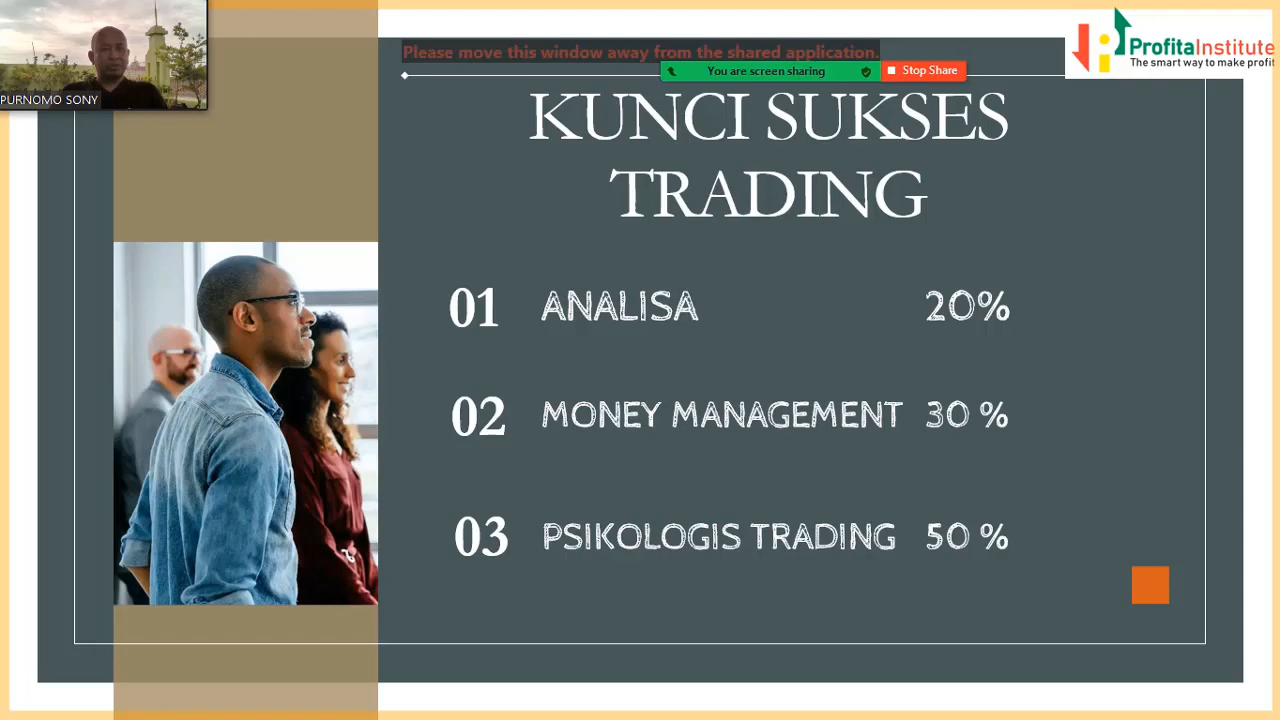 PURNOMO SONY
Please move this window away from the shared application.
You are screen sharing
Stop Share
ProfitaInstitute
The smart way to make profit
KUNCI SUKSES
TRADING
01 ANALISA 20%
02 MONEY MANAGEMENT 30 %
03 PSIKOLOGIS TRADING 50 %